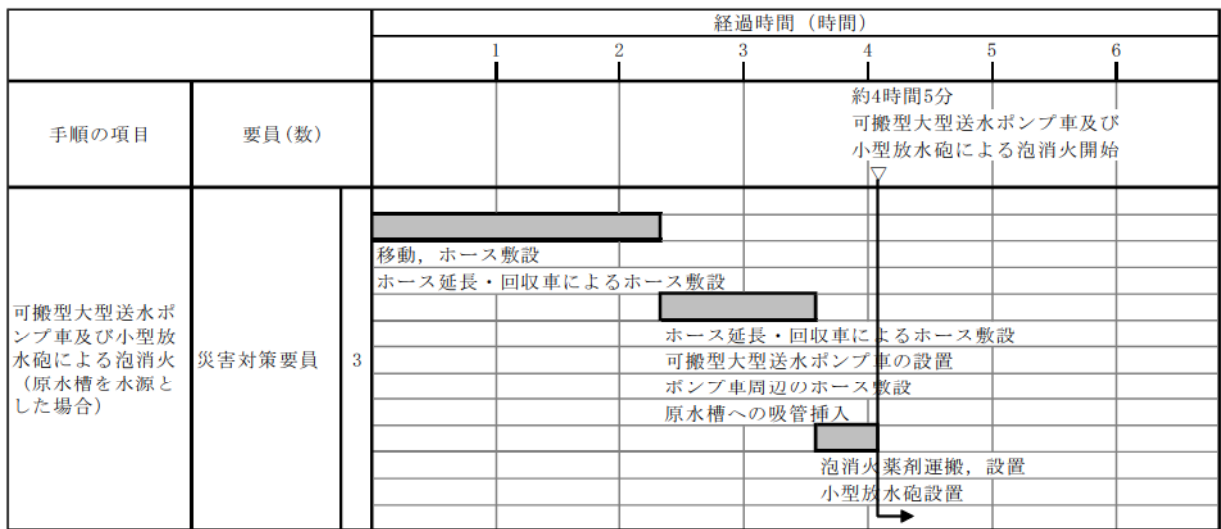 経過時間（時間）
1
2
3
4
5
6
手順の項目
要員(数)
約4時間5分
可搬型大型送水ポンプ車及び
小型放水砲による泡消火開始
▽
可搬型大型送水ポ
ンプ車及び小型放
水砲による泡消火
（原水槽を水源と
した場合）
災害対策要員
3
移動，ホース敷設
ホース延長・回収車によるホース敷設
ホース延長・回収車によるホース敷設
可搬型大型送水ポンプ車の設置
ポンプ車周辺のホース敷設
原水槽への吸管挿入
泡消火薬剤運搬，設置
小型放水砲設置